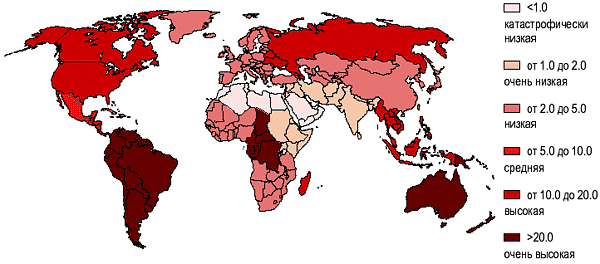 <1.0
катастрофически
низкая
от 1.0 до 2.0
очень низкая
от 2.0 до 5.0
низкая
от 5.0 до 10.0
средняя
от 10.0 до 20.0
высокая
>20.0
очень высокая